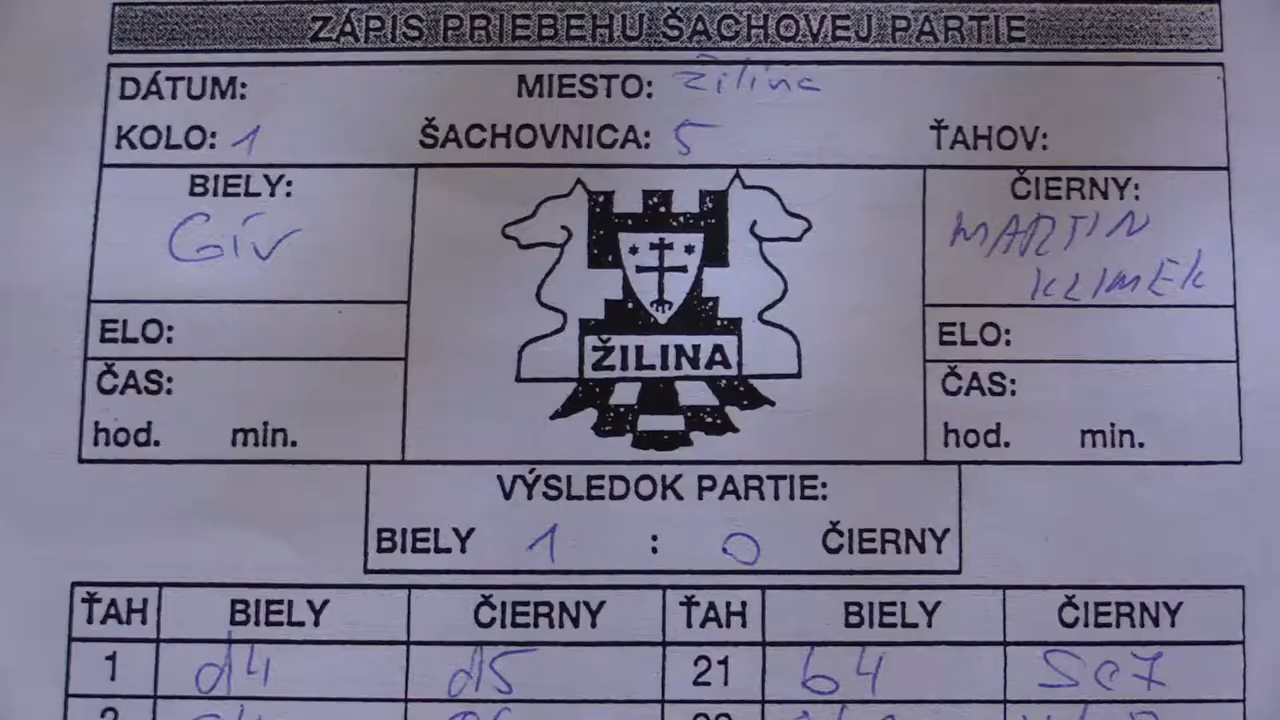 ZÁPIS PRIEBEHU ŠACHOVEJ PARTIE
DÁTUM: MIESTO: Žilina
KOLO: 1 ŠACHOVNICA: 5 ŤAHOV:
BIELY: ČIERNY:
Gív MARTIN
KLIMEK
ELO: ELO:
ŽILINA
ČAS: ČAS:
hod. min. hod. min.
VÝSLEDOK PARTIE:
BIELY 1 : 0 ČIERNY
ŤAH BIELY ČIERNY ŤAH BIELY ČIERNY
1 d4 d5 21 b4 Sc7